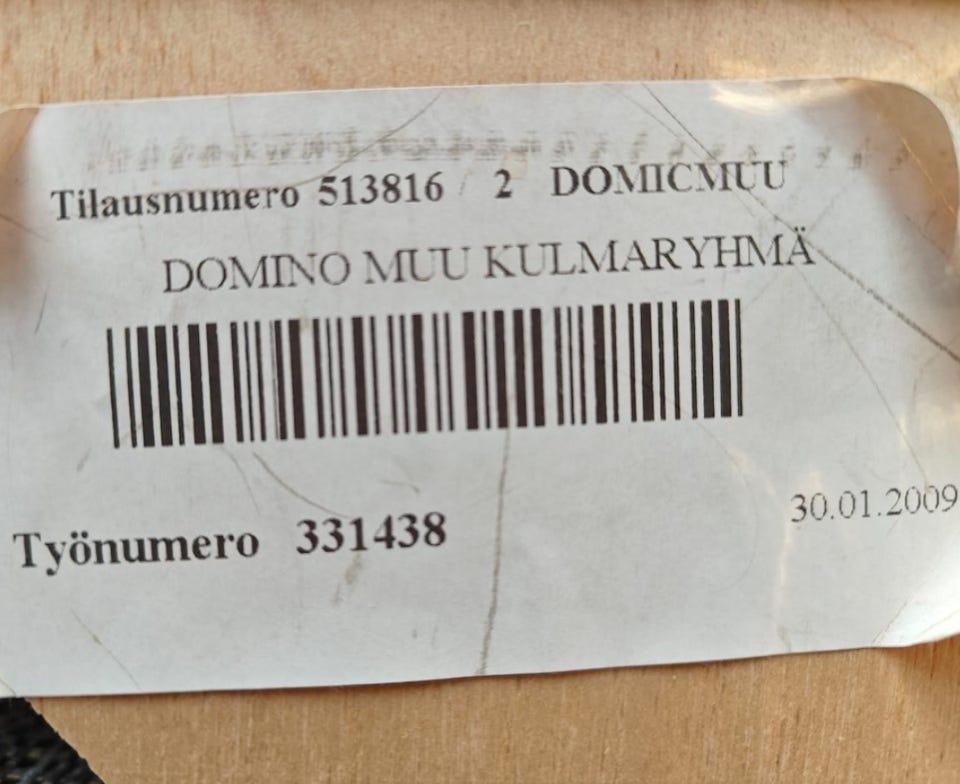 Tilausnumero 513816 / 2 DOMICMUU
DOMINO MUU KULMARYHMÄ
Työnumero 331438
30.01.2009